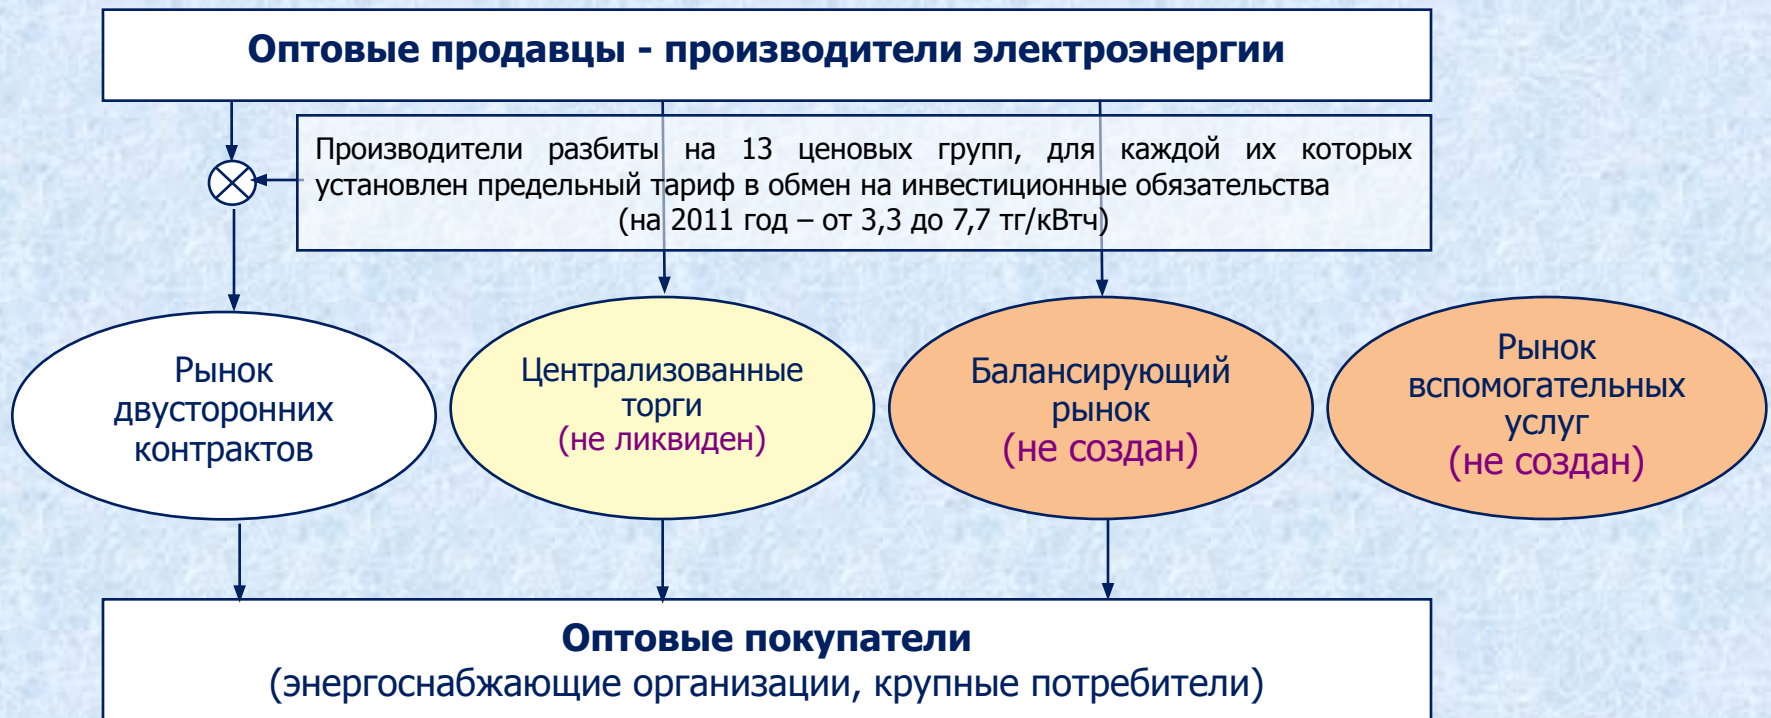 Оптовые продавцы - производители электроэнергии
Производители разбиты на 13 ценовых групп, для каждой их которых
установлен предельный тариф в обмен на инвестиционные обязательства
(на 2011 год – от 3,3 до 7,7 тг/кВтч)
Рынок
двусторонних
контрактов
Централизованные
торги
(не ликвиден)
Балансирующий
рынок
(не создан)
Рынок
вспомогательных
услуг
(не создан)
Оптовые покупатели
(энергоснабжающие организации, крупные потребители)